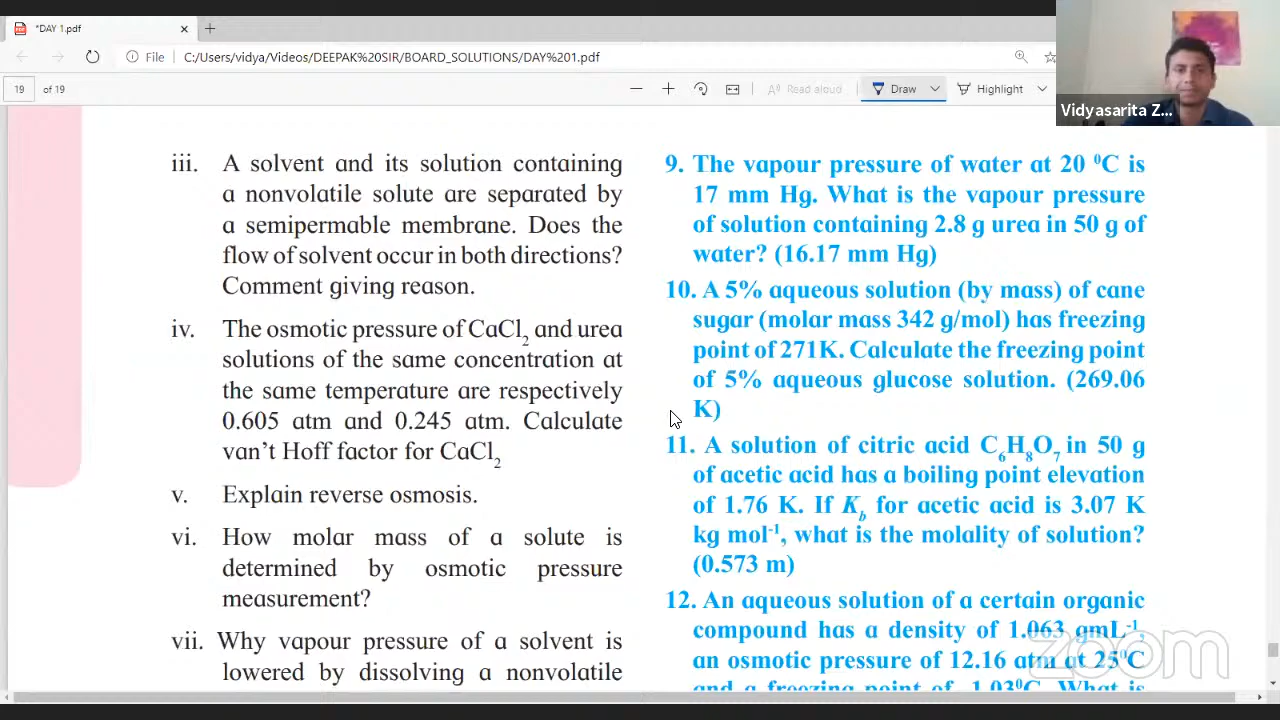 *DAY 1.pdf
File
C:/Users/vidya/Videos/DEEPAK%20SIR/BOARD_SOLUTIONS/DAY%201.pdf
19 of 19
Read aloud
Draw
Highlight
Vidyasarita Z...
iii. A solvent and its solution containing
a nonvolatile solute are separated by
a semipermable membrane. Does the
flow of solvent occur in both directions?
Comment giving reason.
iv. The osmotic pressure of CaCl₂ and urea
solutions of the same concentration at
the same temperature are respectively
0.605 atm and 0.245 atm. Calculate
van't Hoff factor for CaCl₂
v. Explain reverse osmosis.
vi. How molar mass of a solute is
determined by osmotic pressure
measurement?
vii. Why vapour pressure of a solvent is
lowered by dissolving a nonvolatile
9. The vapour pressure of water at 20 ⁰C is
17 mm Hg. What is the vapour pressure
of solution containing 2.8 g urea in 50 g of
water? (16.17 mm Hg)
10. A 5% aqueous solution (by mass) of cane
sugar (molar mass 342 g/mol) has freezing
point of 271K. Calculate the freezing point
of 5% aqueous glucose solution. (269.06
K)
11. A solution of citric acid C₆H₈O₇ in 50 g
of acetic acid has a boiling point elevation
of 1.76 K. If K_b for acetic acid is 3.07 K
kg mol⁻¹, what is the molality of solution?
(0.573 m)
12. An aqueous solution of a certain organic
compound has a density of 1.063 gmL⁻¹,
an osmotic pressure of 12.16 atm at 25⁰C
and a freezing point of -1.03⁰C. What is
zoom